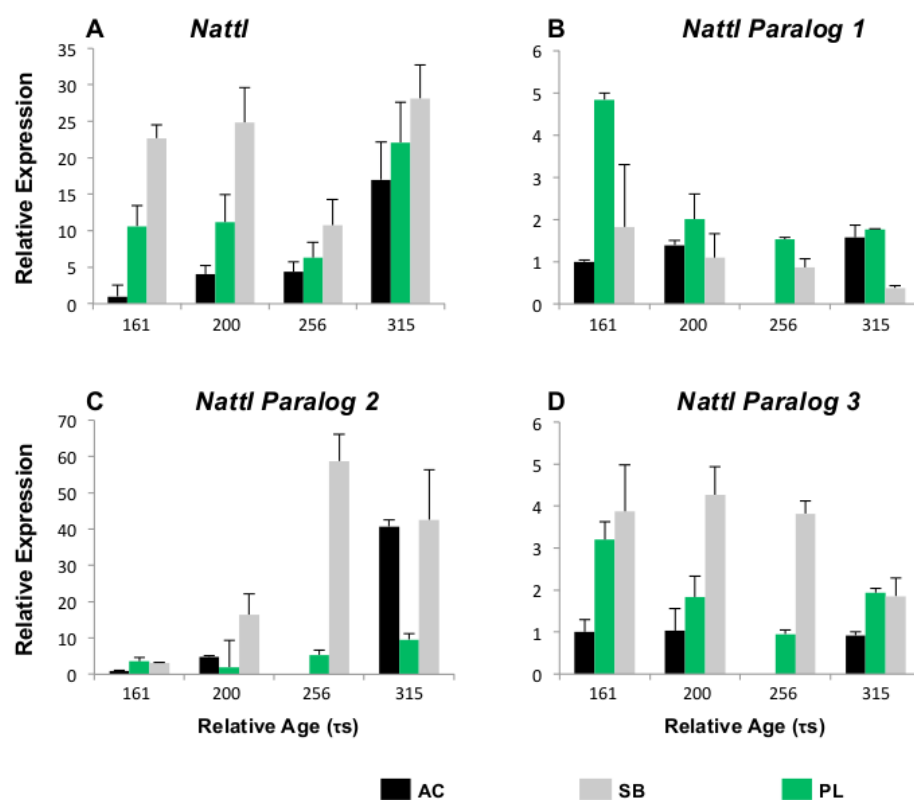 A Nattl
35
30
25
20
15
10
5
0
Relative Expression
161 200 256 315
B Nattl Paralog 1
6
5
4
3
2
1
0
161 200 256 315
C Nattl Paralog 2
70
60
50
40
30
20
10
0
Relative Expression
161 200 256 315
Relative Age (τs)
D Nattl Paralog 3
6
5
4
3
2
1
0
161 200 256 315
Relative Age (τs)
AC SB PL